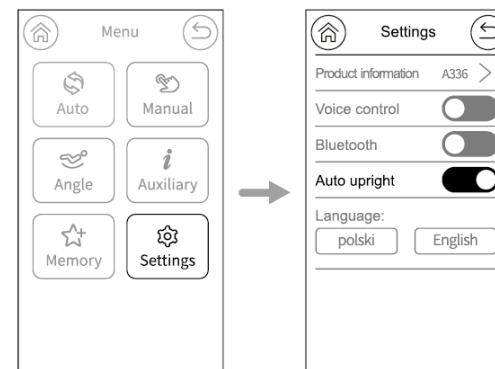 Menu
Auto
Manual
Angle
Auxiliary
Memory
Settings
Settings
Product information A336
Voice control
Bluetooth
Auto upright
Language:
polski English